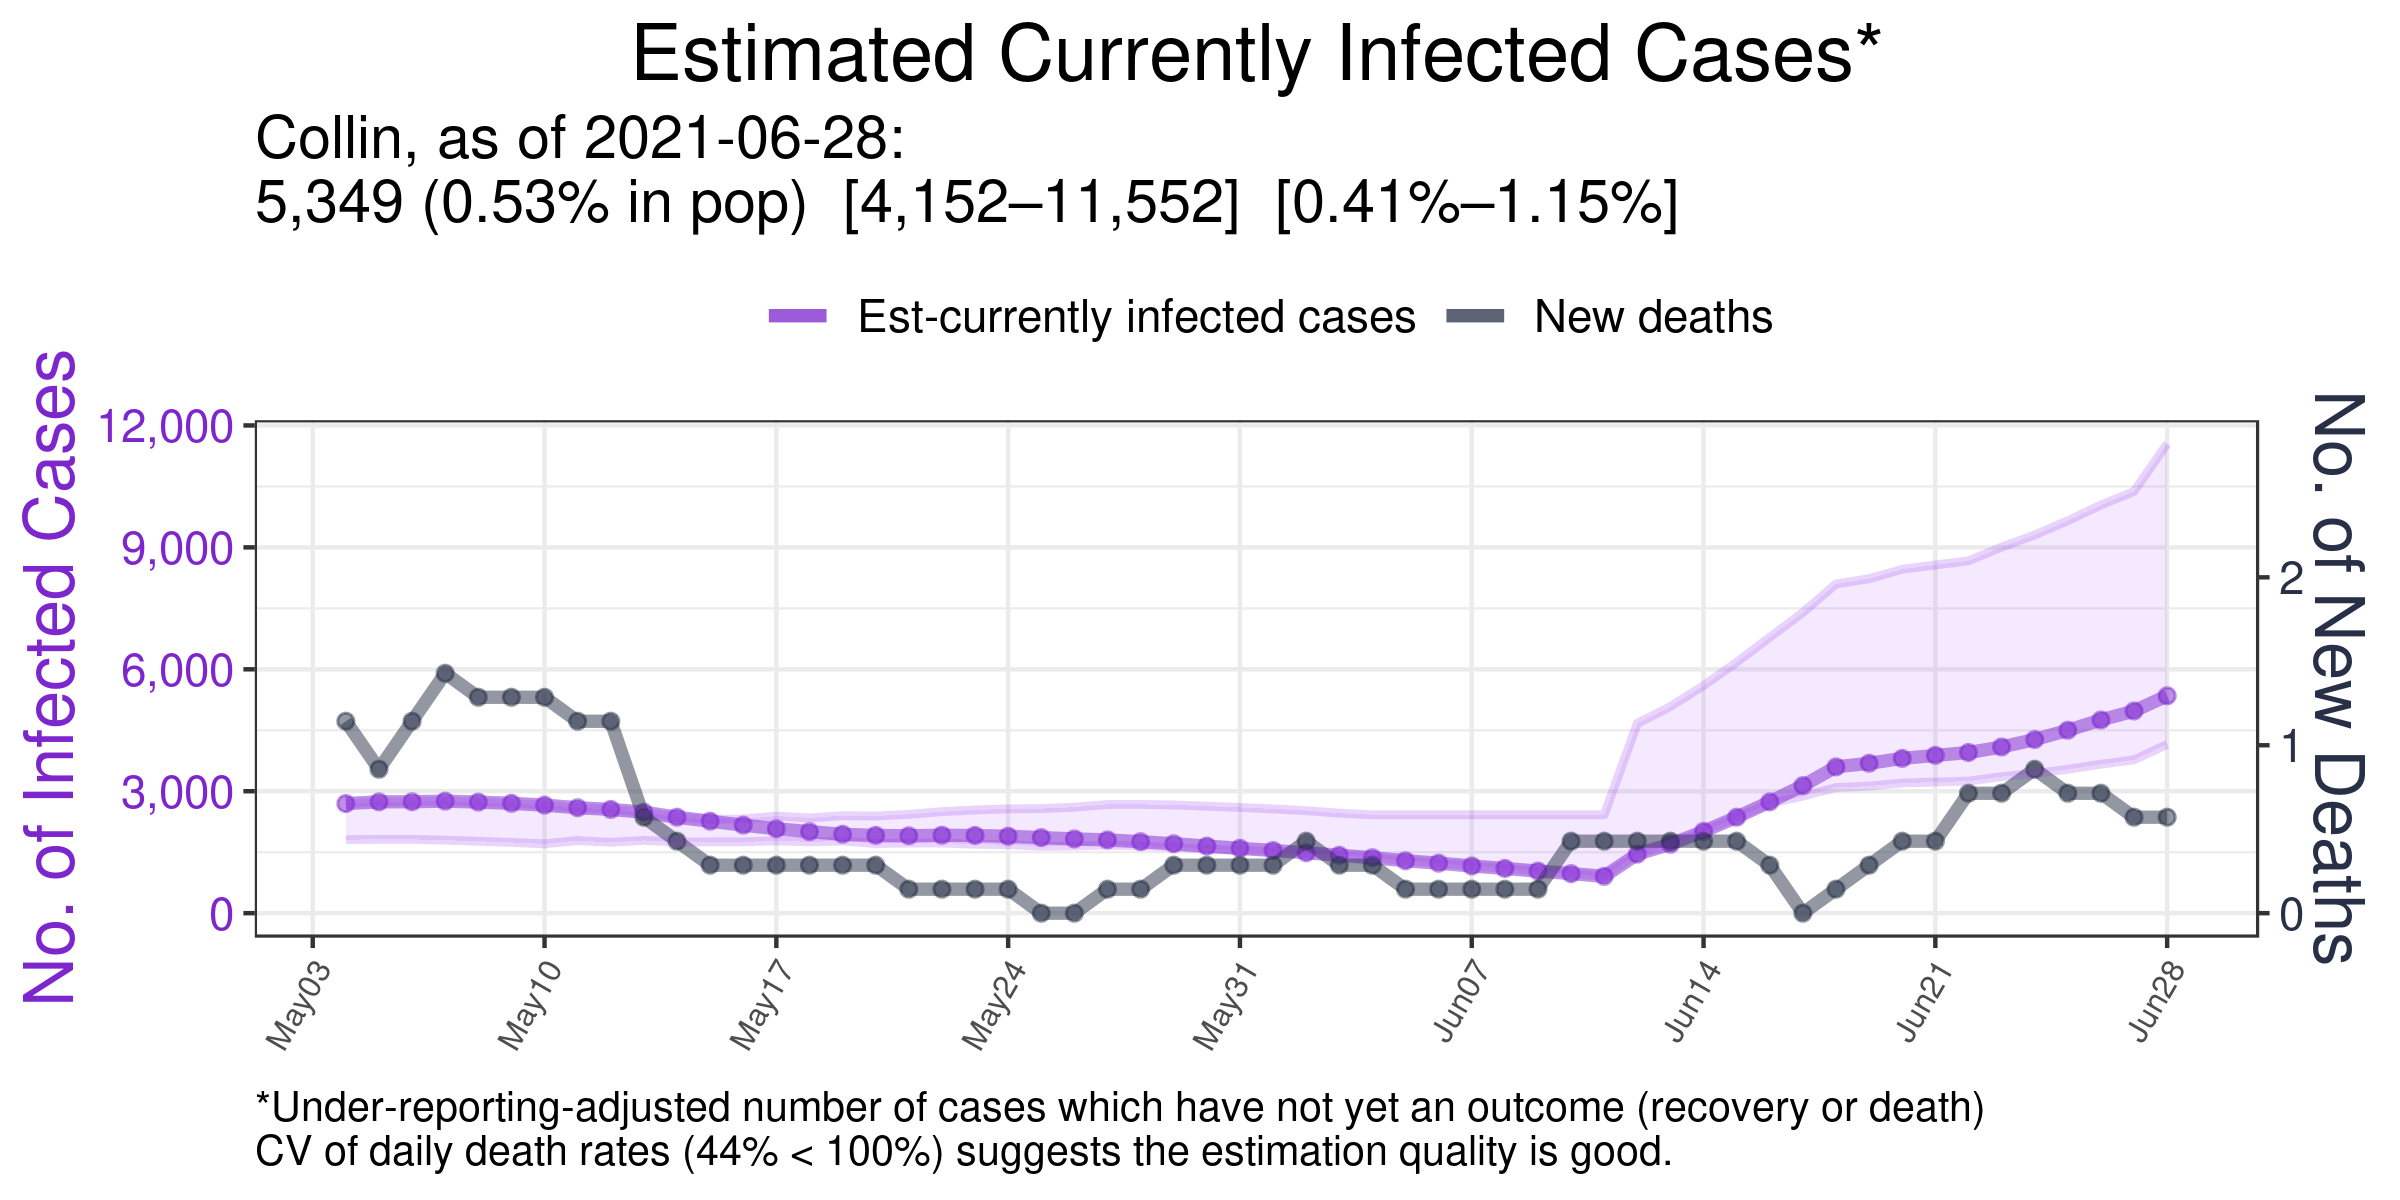 Estimated Currently Infected Cases*
Collin, as of 2021-06-28:
5,349 (0.53% in pop)  [4,152–11,552]  [0.41%–1.15%]
Est-currently infected cases
New deaths
No. of Infected Cases
12,000
9,000
6,000
3,000
0
No. of New Deaths
2
1
0
May03
May10
May17
May24
May31
Jun07
Jun14
Jun21
Jun28
*Under-reporting-adjusted number of cases which have not yet an outcome (recovery or death)
CV of daily death rates (44% < 100%) suggests the estimation quality is good.